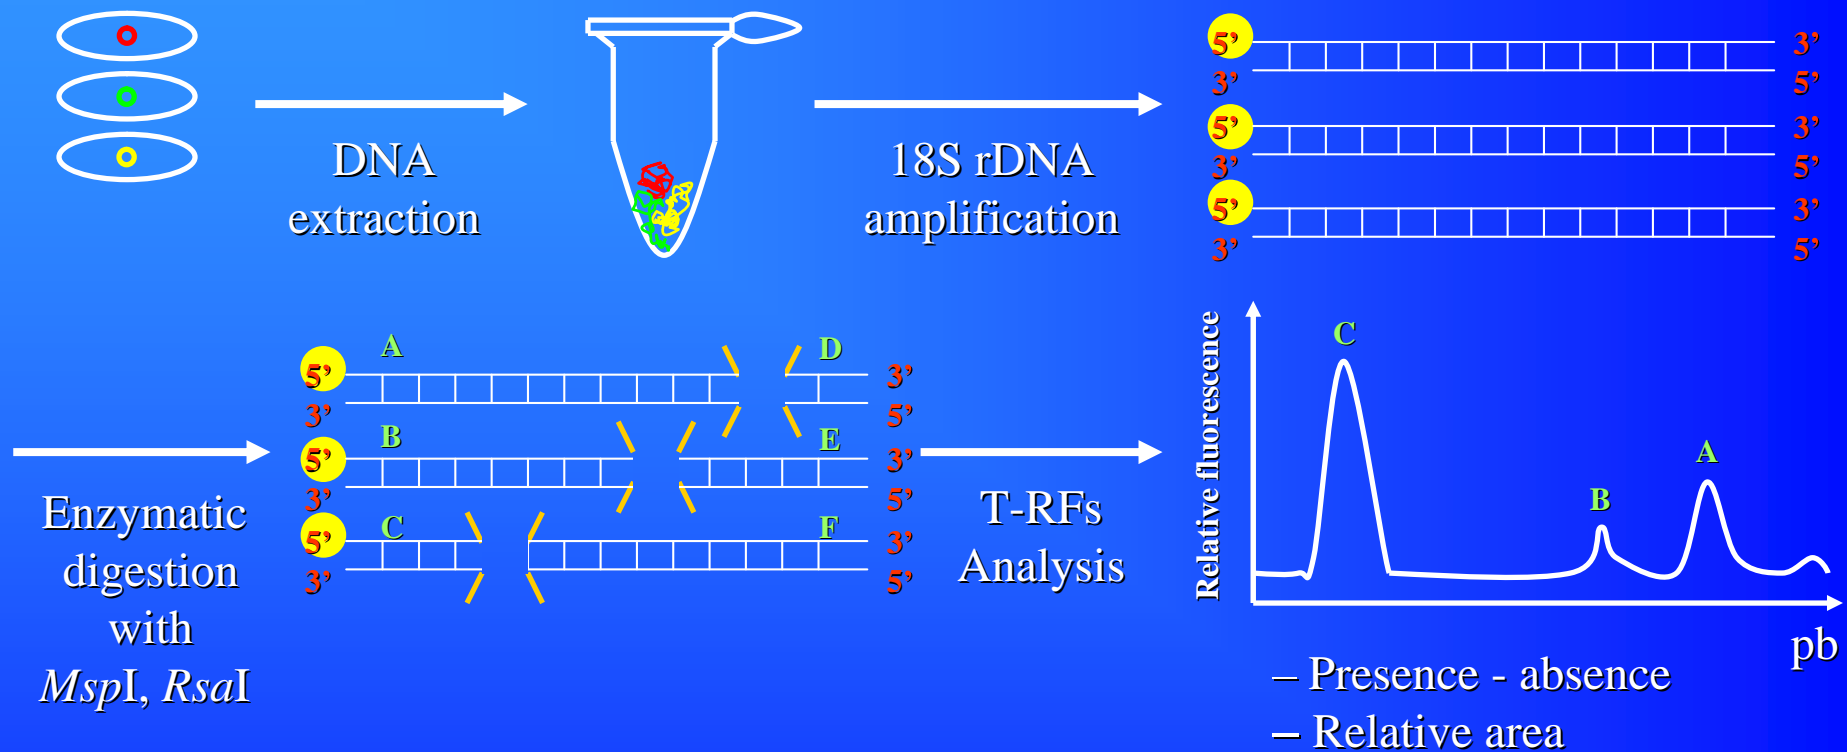 DNA
extraction
18S rDNA
amplification
5’ 3’
3’ 5’
5’ 3’
3’ 5’
5’ 3’
3’ 5’
Enzymatic
digestion
with
MspI, RsaI
A D
5’ 3’
3’ 5’
B E
5’ 3’
3’ 5’
C F
5’ 3’
3’ 5’
T-RFs
Analysis
Relative fluorescence
C
A
B
pb
– Presence - absence
– Relative area